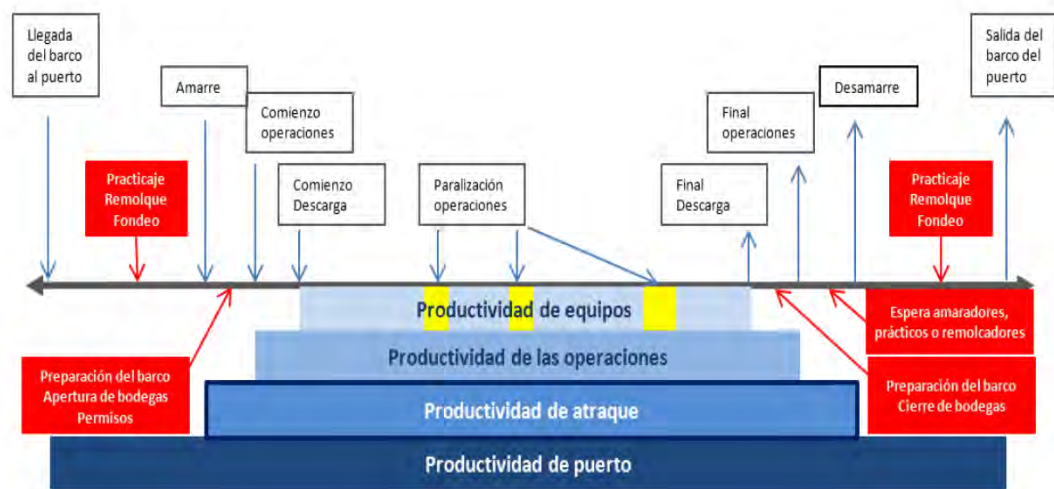 Llegada
del barco
al puerto
Amarre
Comienzo
operaciones
Comienzo
Descarga
Paralización
operaciones
Final
Descarga
Final
operaciones
Desamarre
Salida del
barco del
puerto
Practicaje
Remolque
Fondeo
Practicaje
Remolque
Fondeo
Productividad de equipos
Productividad de las operaciones
Productividad de atraque
Productividad de puerto
Preparación del barco
Apertura de bodegas
Permisos
Espera amaradores,
prácticos o remolcadores
Preparación del barco
Cierre de bodegas